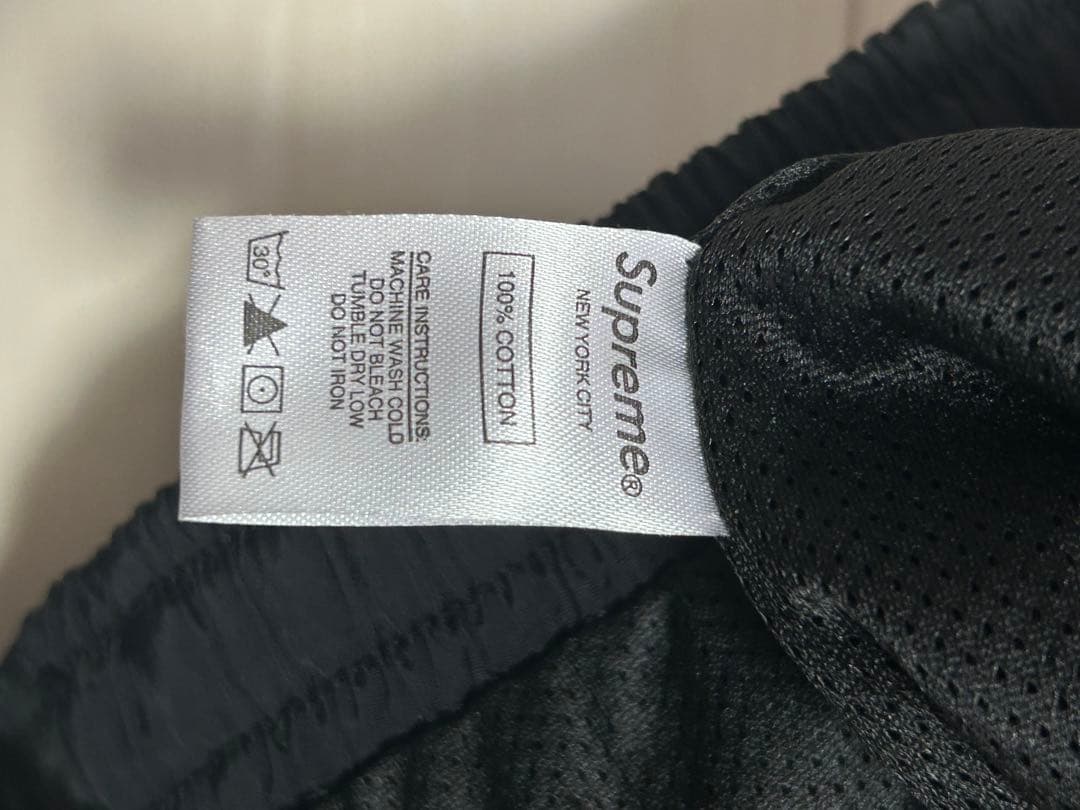 Supreme®
NEW YORK CITY
100% COTTON
CARE INSTRUCTIONS:
MACHINE WASH COLD
DO NOT BLEACH
TUMBLE DRY LOW
DO NOT IRON
30°